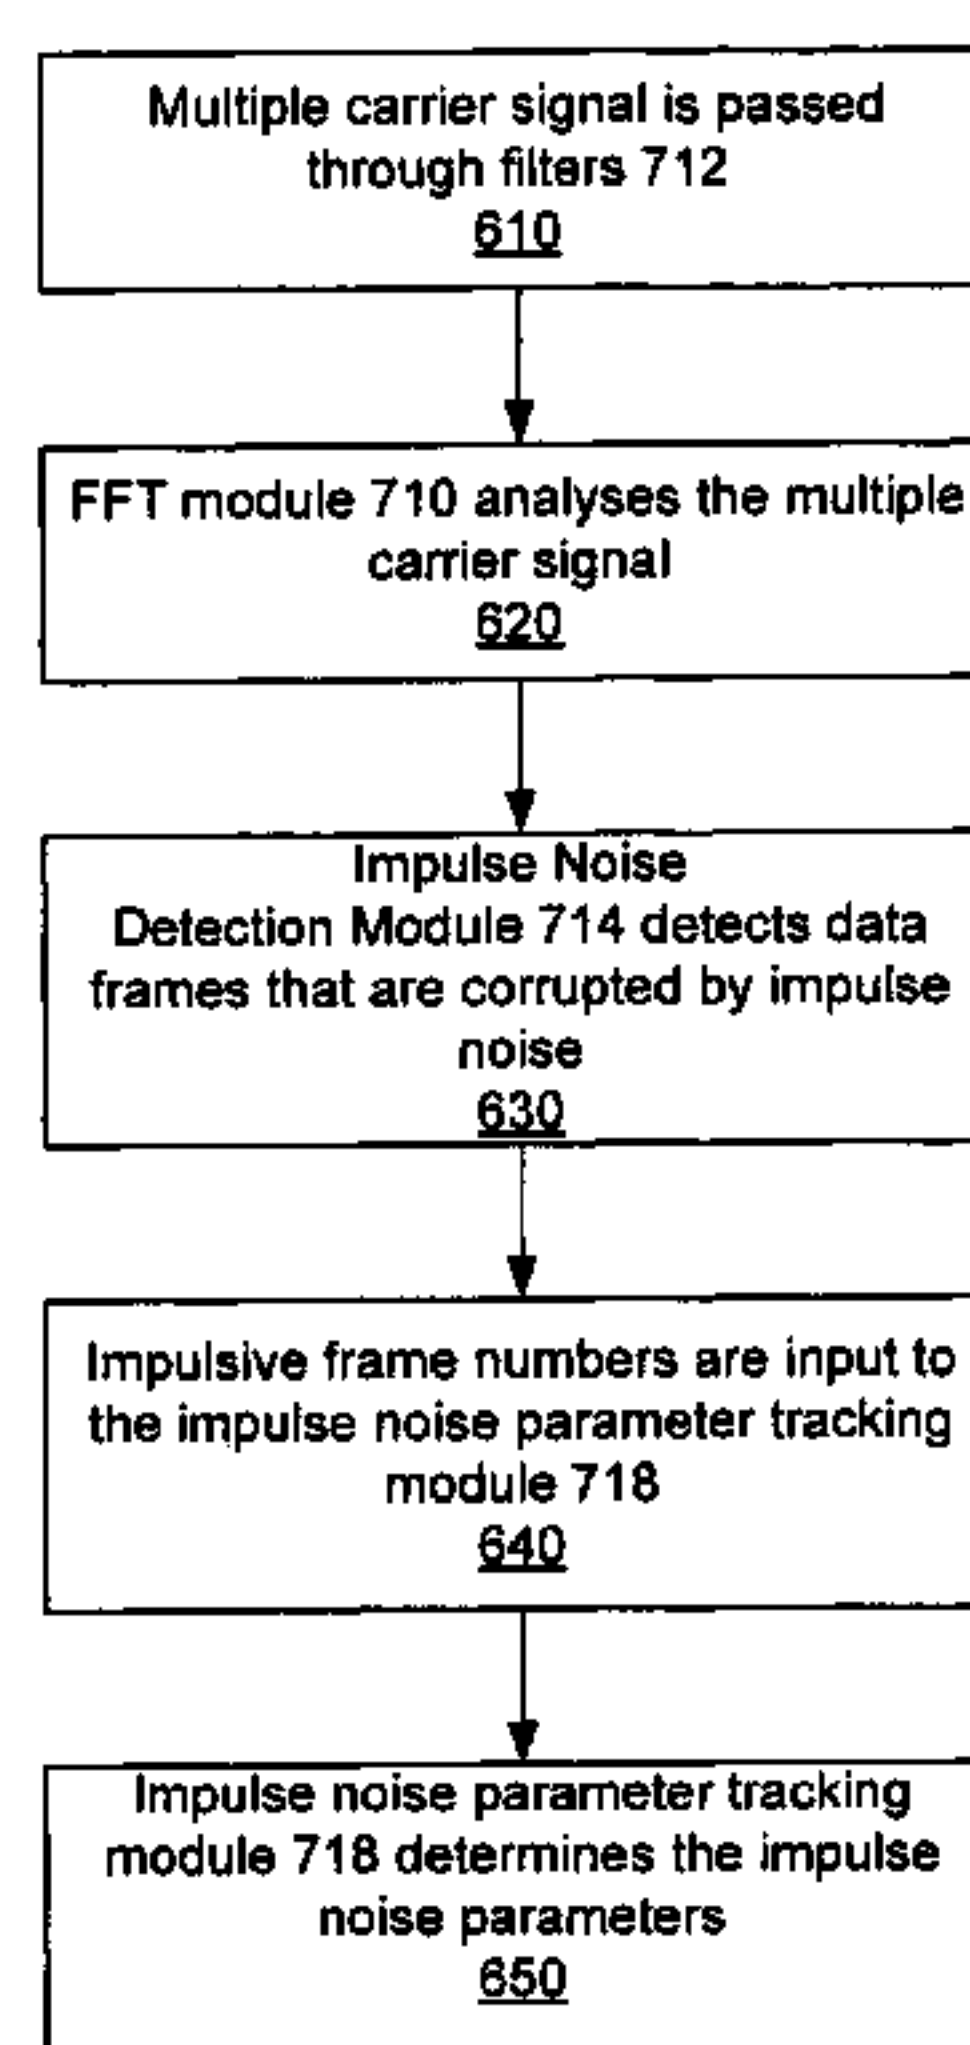 Multiple carrier signal is passed
through filters 712
610
FFT module 710 analyses the multiple
carrier signal
620
Impulse Noise
Detection Module 714 detects data
frames that are corrupted by impulse
noise
630
Impulsive frame numbers are input to
the impulse noise parameter tracking
module 718
640
Impulse noise parameter tracking
module 718 determines the impulse
noise parameters
650